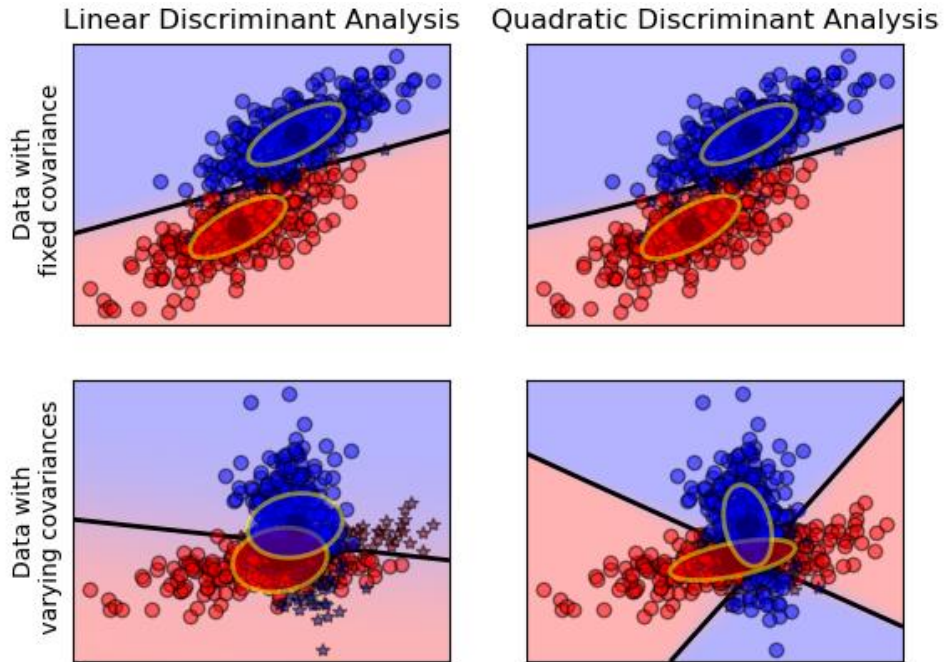 Linear Discriminant Analysis
Quadratic Discriminant Analysis
Data with
fixed covariance
Data with
varying covariances